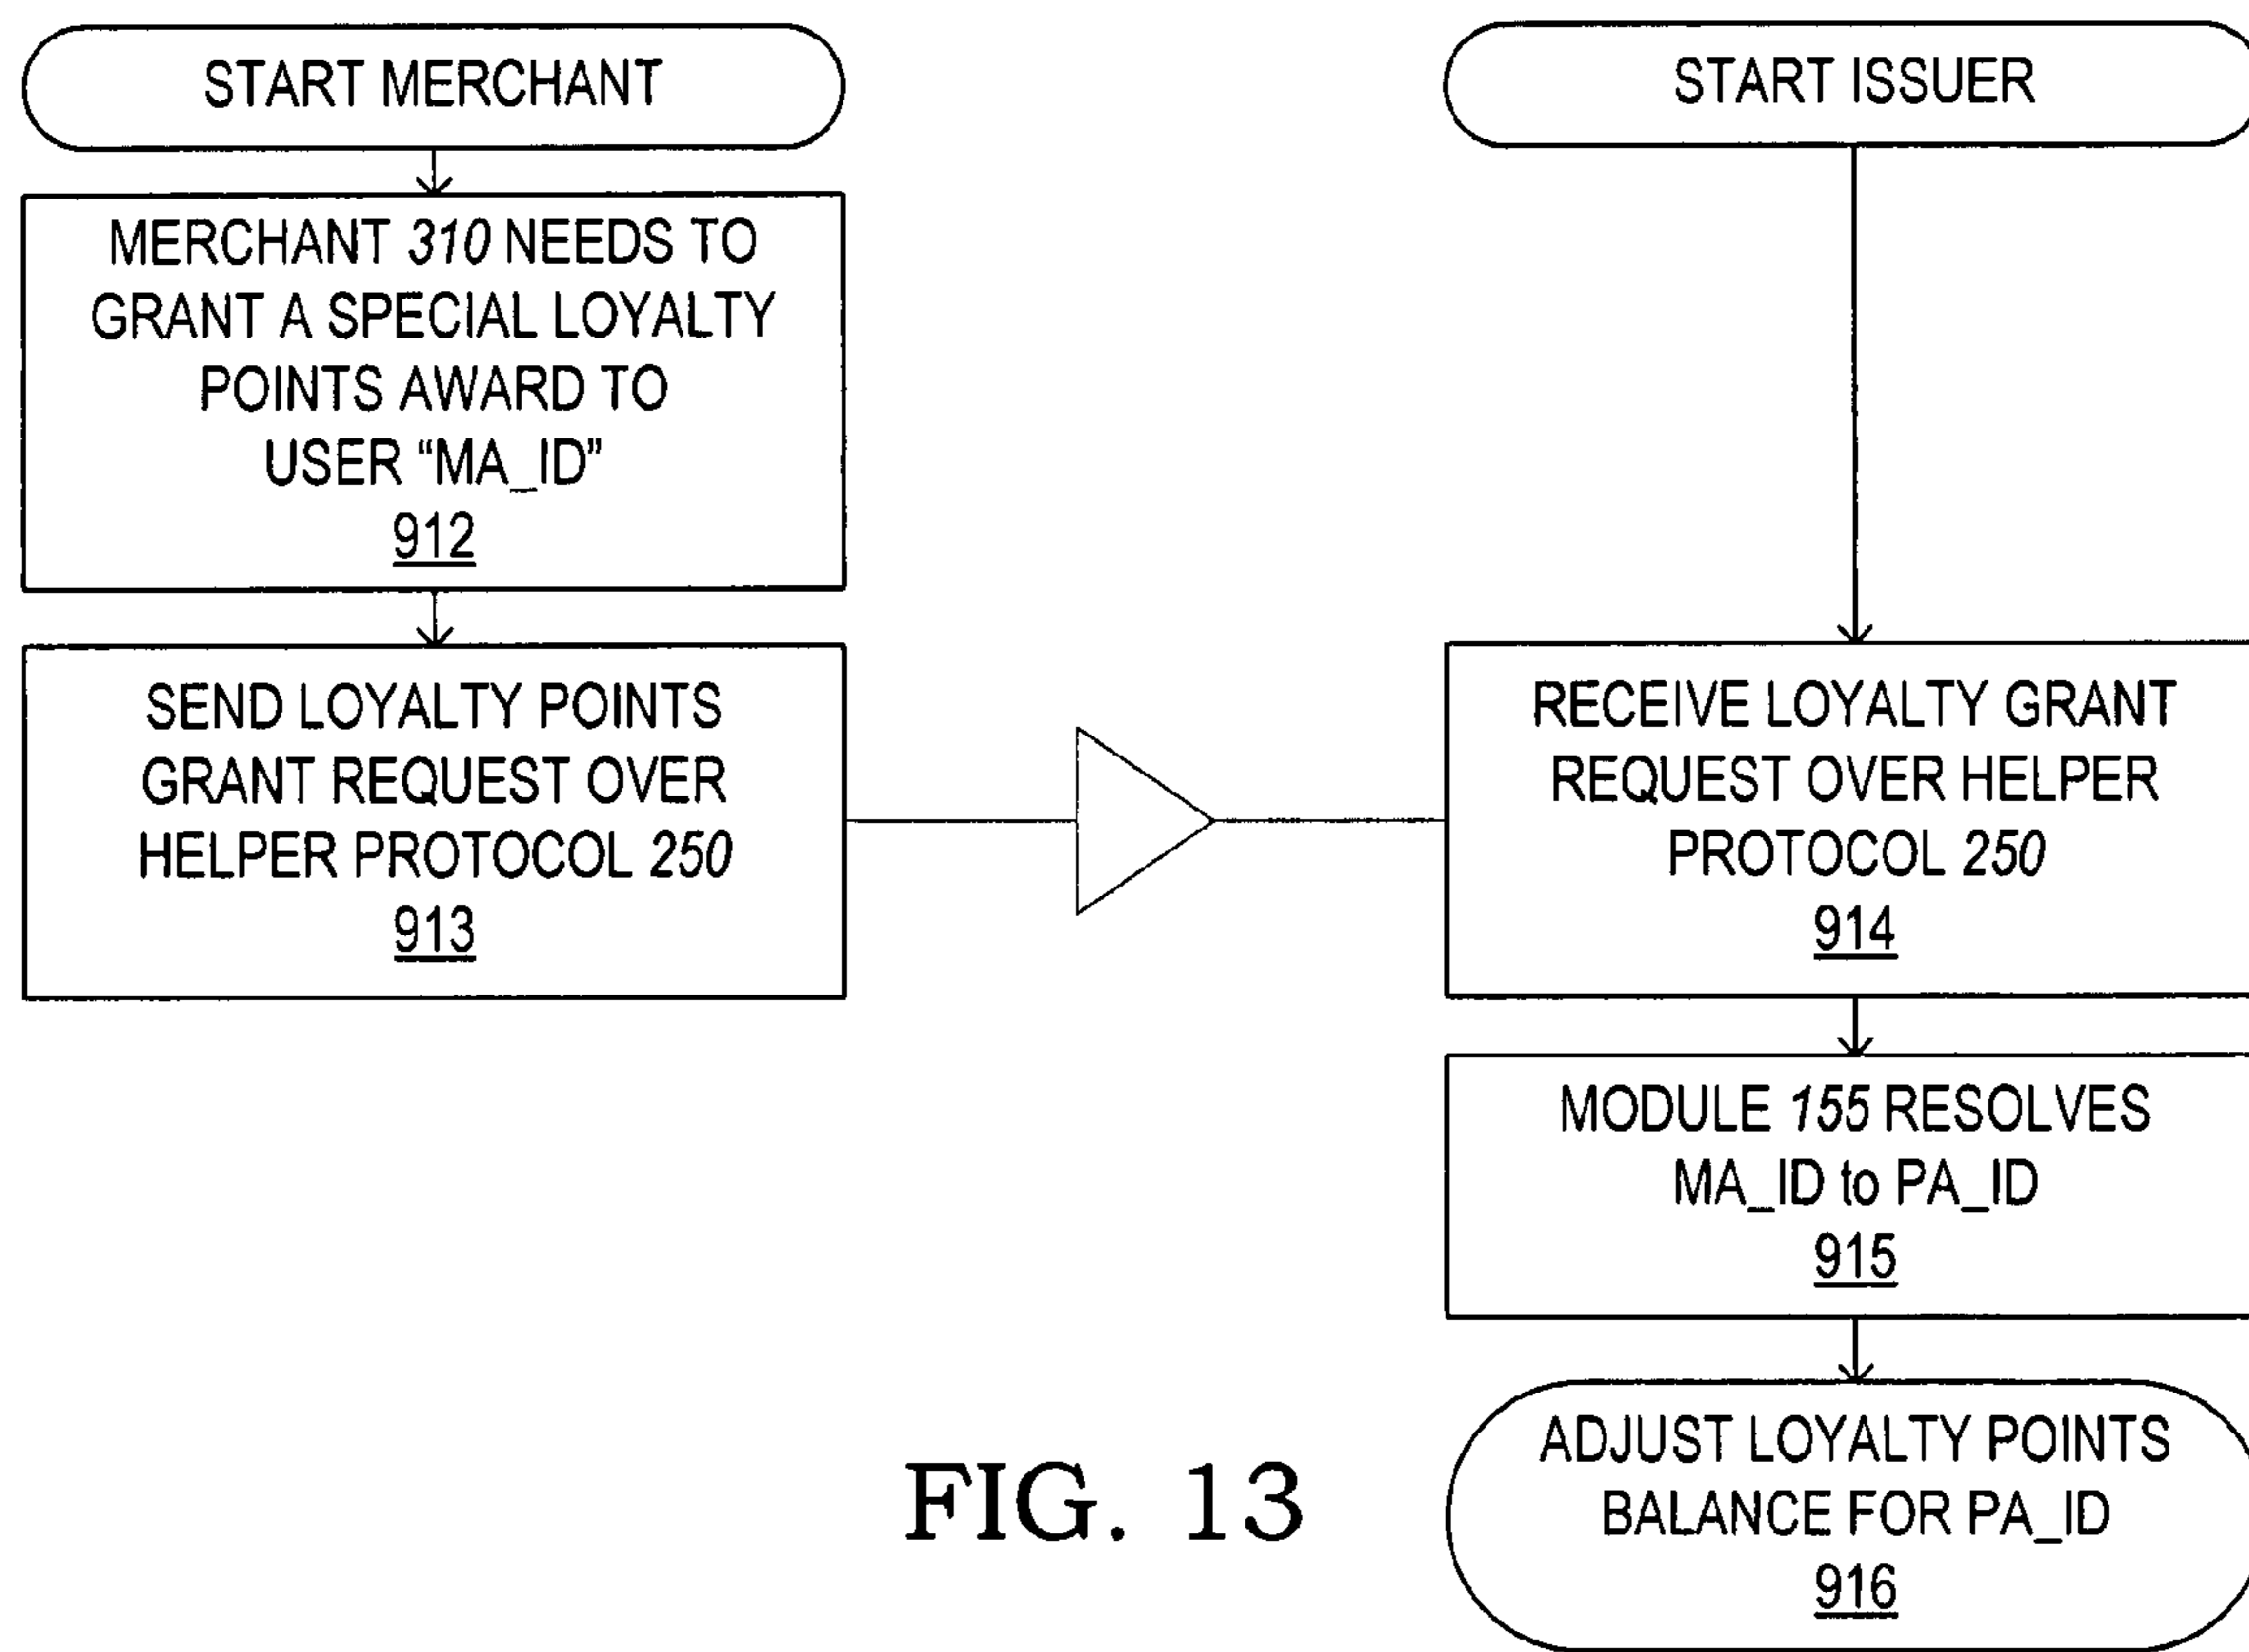 START MERCHANT
MERCHANT 310 NEEDS TO
GRANT A SPECIAL LOYALTY
POINTS AWARD TO
USER “MA_ID”
912
SEND LOYALTY POINTS
GRANT REQUEST OVER
HELPER PROTOCOL 250
913
START ISSUER
RECEIVE LOYALTY GRANT
REQUEST OVER HELPER
PROTOCOL 250
914
MODULE 155 RESOLVES
MA_ID to PA_ID
915
ADJUST LOYALTY POINTS
BALANCE FOR PA_ID
916
FIG. 13